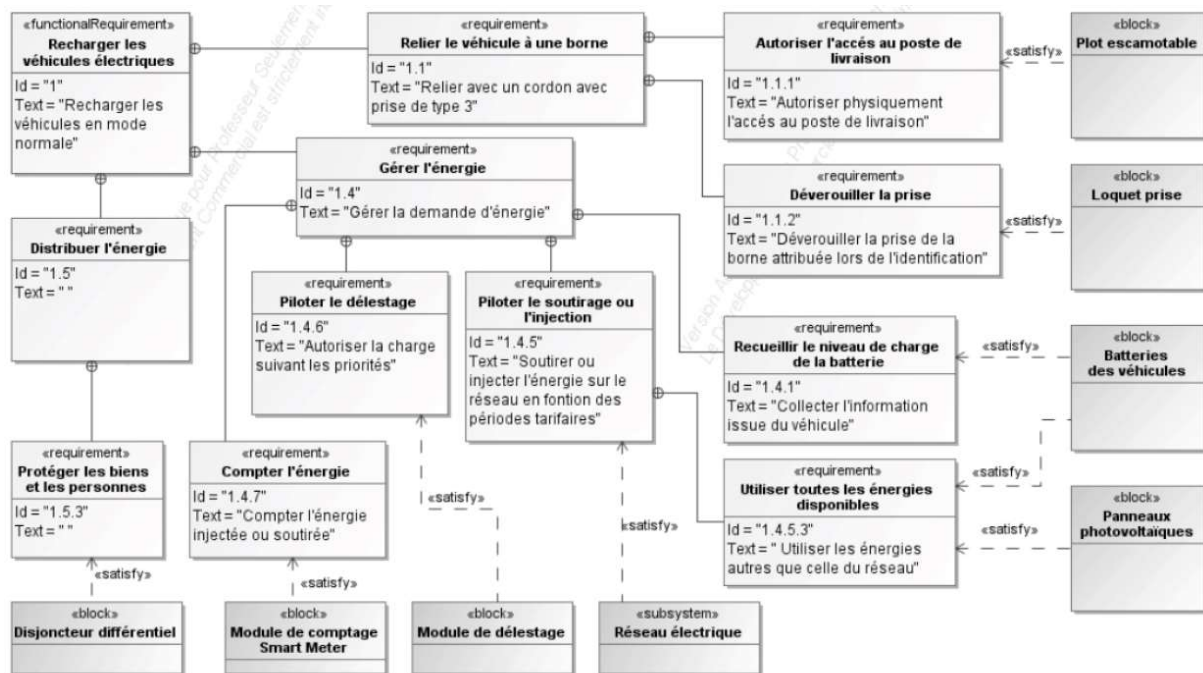 «functionalRequirement»
Recharger les
véhicules électriques
Id = "1"
Text = "Recharger les
véhicules en mode
normale"
«requirement»
Relier le véhicule à une borne
Id = "1.1"
Text = "Relier avec un cordon avec
prise de type 3"
«requirement»
Autoriser l'accés au poste de
livraison
Id = "1.1.1"
Text = "Autoriser physiquement
l'accés au poste de livraison"
«satisfy»
«block»
Plot escamotable
«requirement»
Gérer l'énergie
Id = "1.4"
Text = "Gérer la demande d'énergie"
«requirement»
Déverouiller la prise
Id = "1.1.2"
Text = "Déverouiller la prise de la
borne attribuée lors de l'identification"
«satisfy»
«block»
Loquet prise
«requirement»
Distribuer l'énergie
Id = "1.5"
Text = " "
«requirement»
Piloter le délestage
Id = "1.4.6"
Text = "Autoriser la charge
suivant les priorités"
«requirement»
Piloter le soutirage ou
l'injection
Id = "1.4.5"
Text = "Soutirer ou
injecter l'énergie sur le
réseau en fontion des
périodes tarifaires"
«requirement»
Recueillir le niveau de charge
de la batterie
Id = "1.4.1"
Text = "Collecter l'information
issue du véhicule"
«satisfy»
«block»
Batteries
des véhicules
«requirement»
Protéger les biens
et les personnes
Id = "1.5.3"
Text = " "
«requirement»
Compter l'énergie
Id = "1.4.7"
Text = "Compter l'énergie
injectée ou soutirée"
«satisfy»
«satisfy»
«requirement»
Utiliser toutes les énergies
disponibles
Id = "1.4.5.3"
Text = " Utiliser les énergies
autres que celle du réseau"
«satisfy»
«satisfy»
«block»
Panneaux
photovoltaïques
«satisfy»
«satisfy»
«block»
Disjoncteur différentiel
«block»
Module de comptage
Smart Meter
«block»
Module de délestage
«subsystem»
Réseau électrique